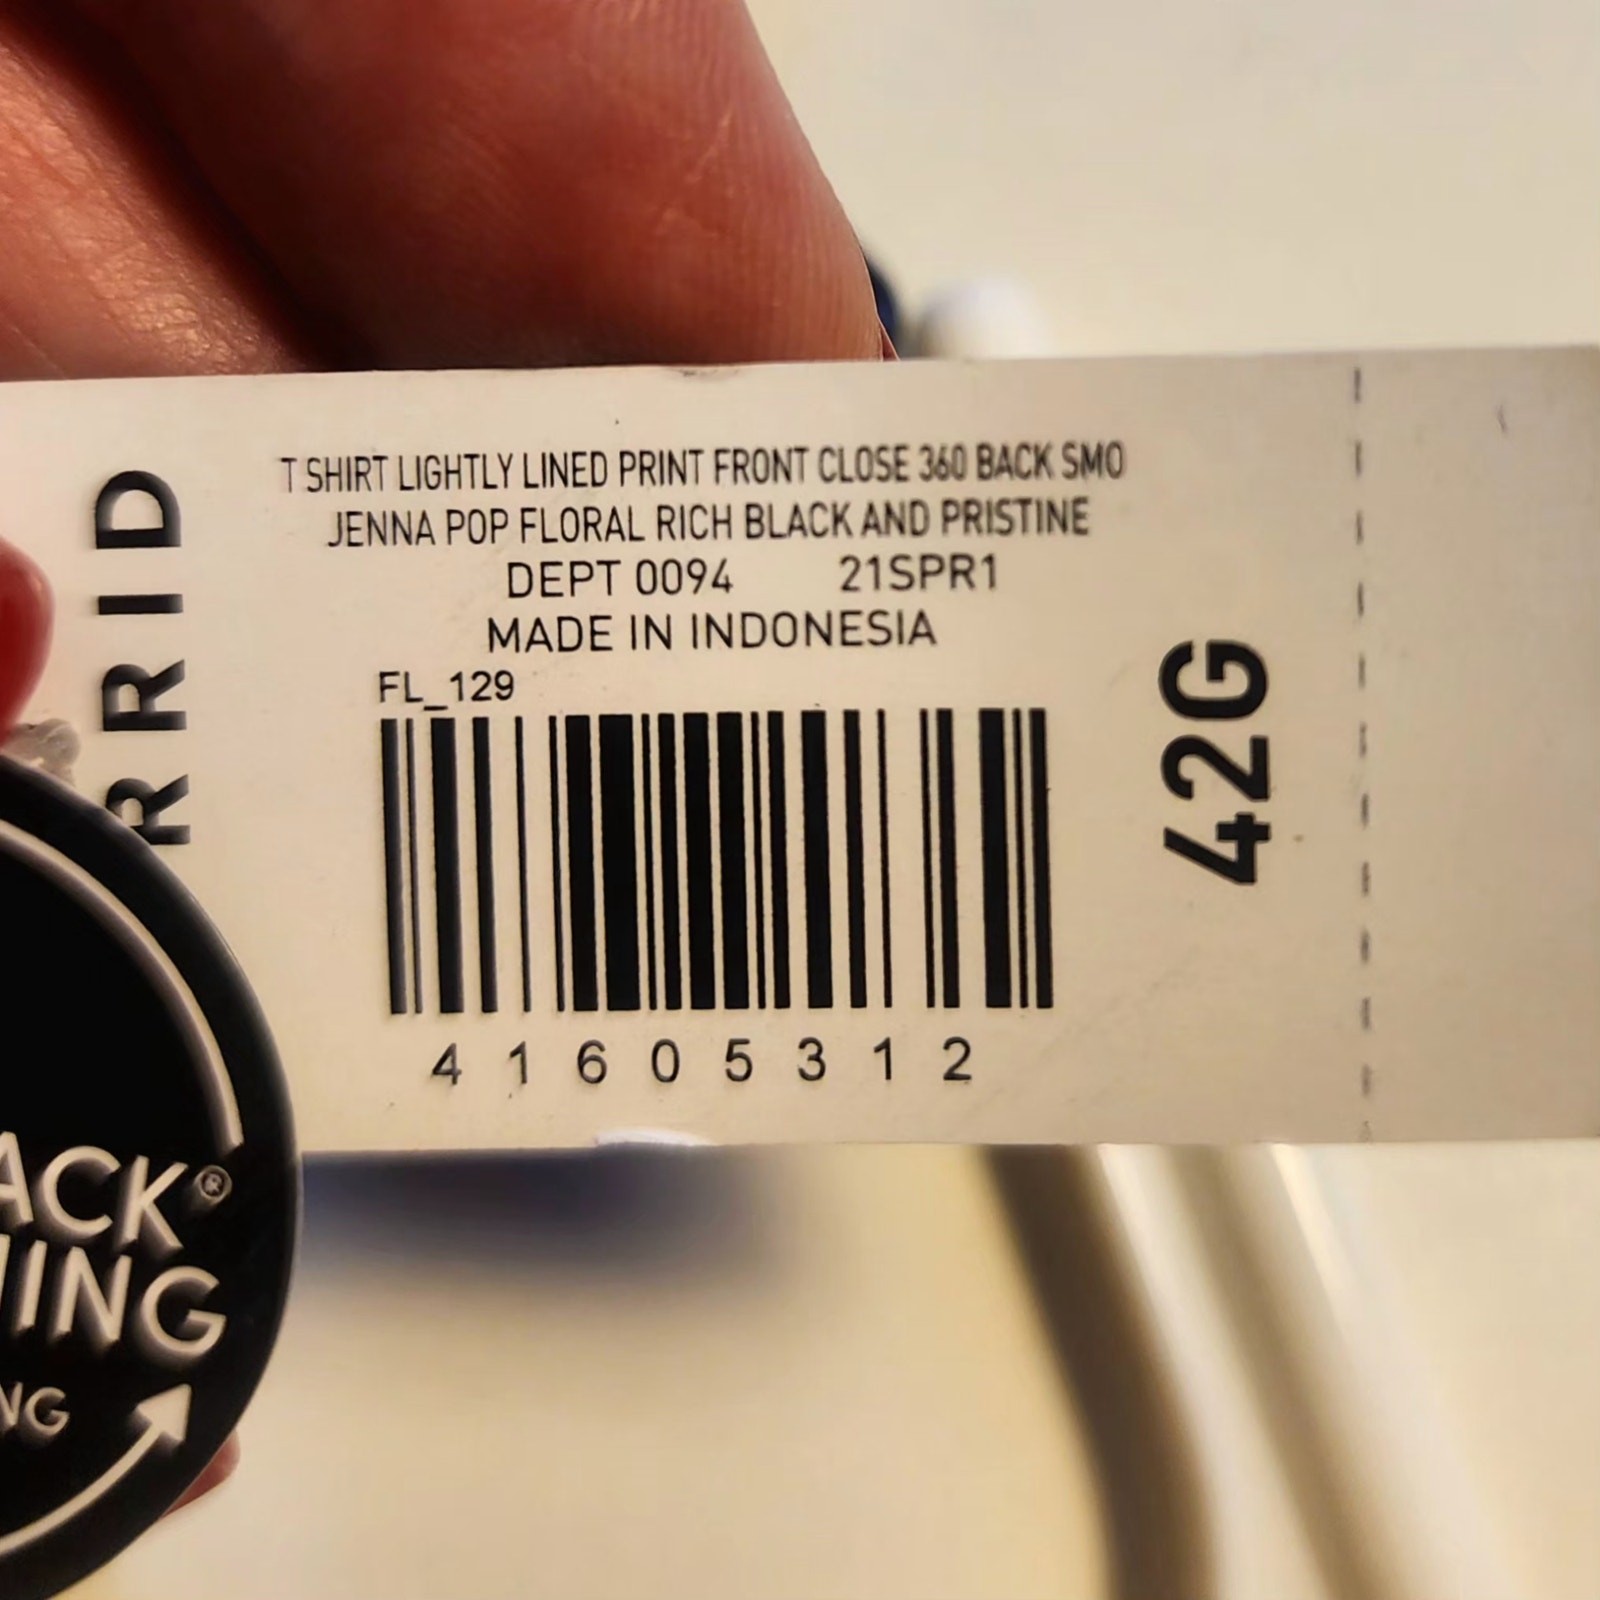 RRID
T SHIRT LIGHTLY LINED PRINT FRONT CLOSE 360 BACK SMO
JENNA POP FLORAL RICH BLACK AND PRISTINE
DEPT 0094 21SPR1
MADE IN INDONESIA
FL_129
41605312
42G
ACK®
ING
NG